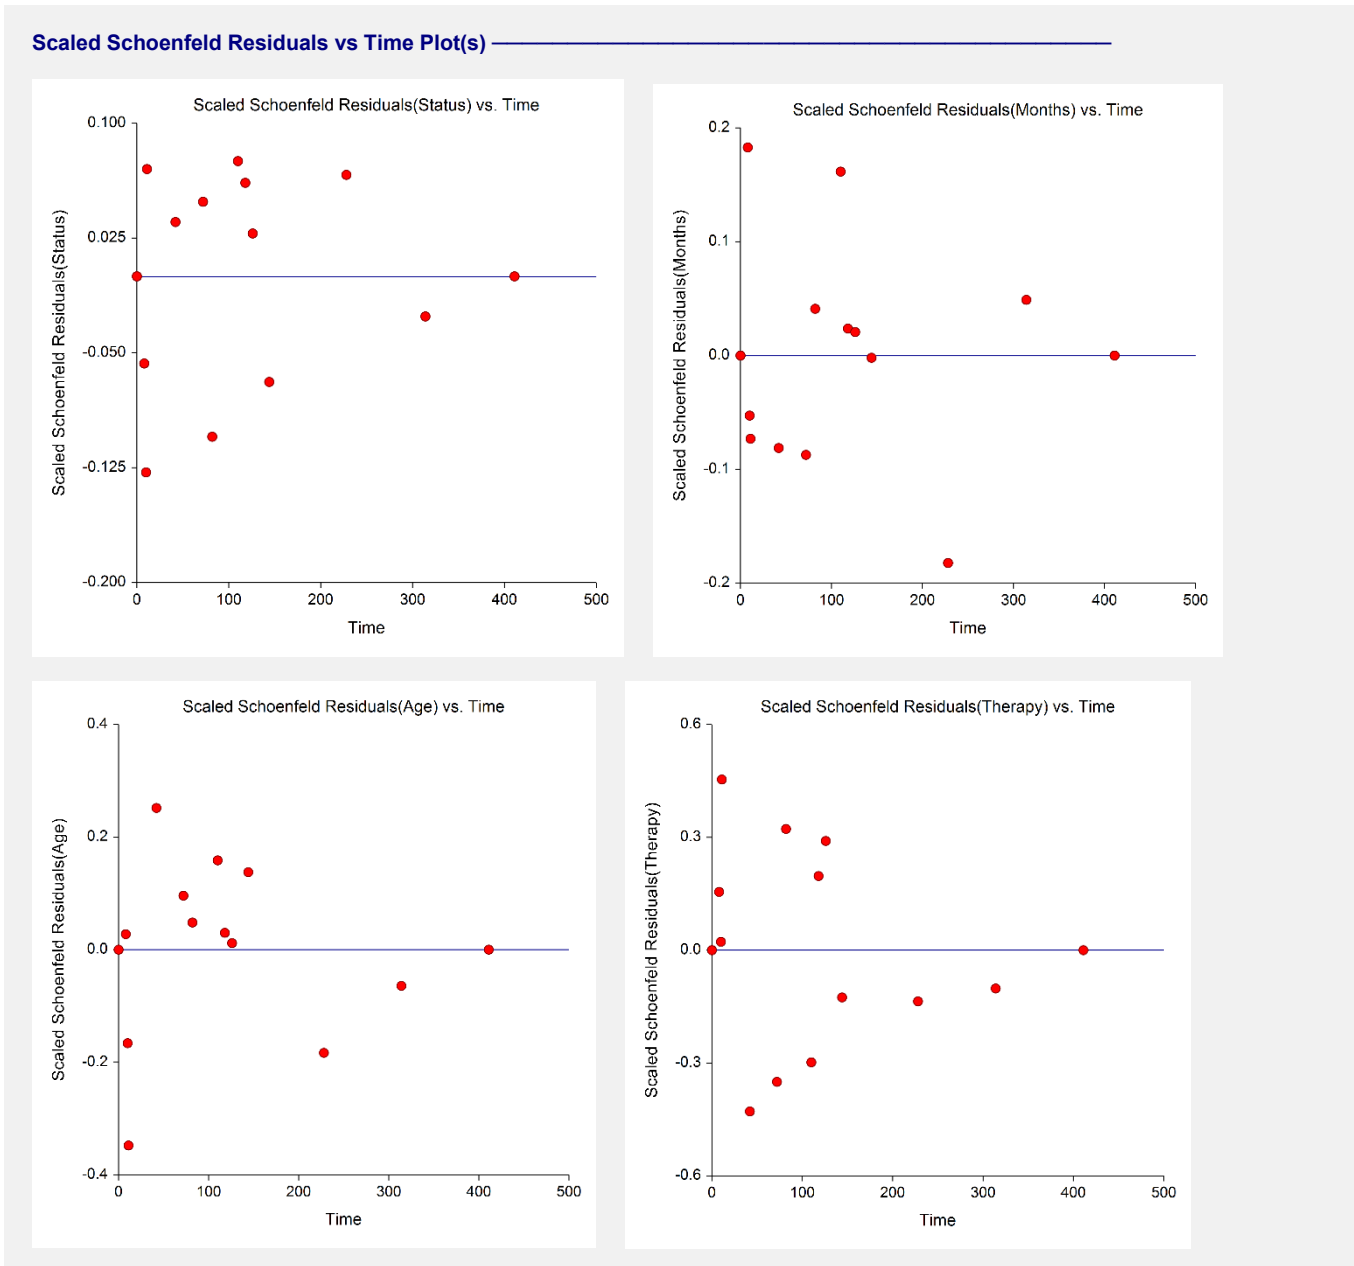 Scaled Schoenfeld Residuals vs Time Plot(s)
Scaled Schoenfeld Residuals(Status) vs. Time
0.100
0.025
-0.050
-0.125
-0.200
Scaled Schoenfeld Residuals(Status)
0 100 200 300 400 500
Time
Scaled Schoenfeld Residuals(Months) vs. Time
0.2
0.1
0.0
-0.1
-0.2
Scaled Schoenfeld Residuals(Months)
0 100 200 300 400 500
Time
Scaled Schoenfeld Residuals(Age) vs. Time
0.4
0.2
0.0
-0.2
-0.4
Scaled Schoenfeld Residuals(Age)
0 100 200 300 400 500
Time
Scaled Schoenfeld Residuals(Therapy) vs. Time
0.6
0.3
0.0
-0.3
-0.6
Scaled Schoenfeld Residuals(Therapy)
0 100 200 300 400 500
Time